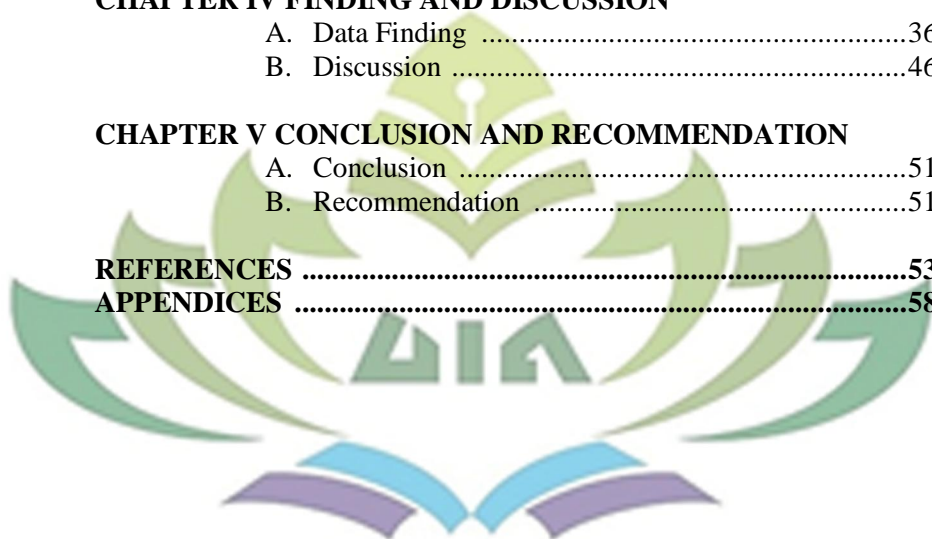 CHAPTER IV FINDING AND DISCUSSION
A. Data Finding ..............................................................36
B. Discussion ..................................................................46
CHAPTER V CONCLUSION AND RECOMMENDATION
A. Conclusion .................................................................51
B. Recommendation ......................................................51
REFERENCES ......................................................................................53
APPENDICES .......................................................................................58